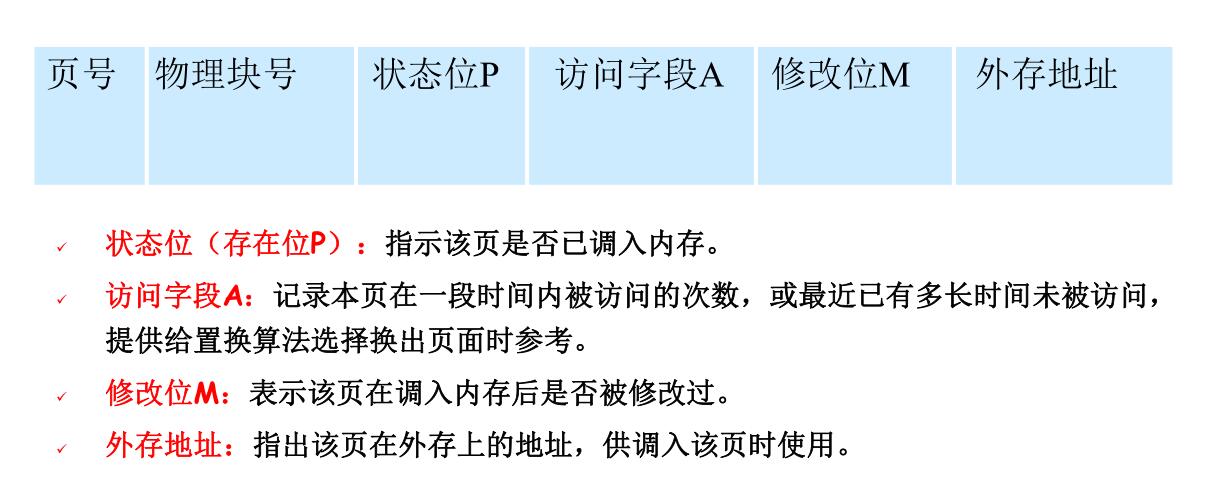 页号 物理块号 状态位P 访问字段A 修改位M 外存地址
状态位（存在位P）：指示该页是否已调入内存。
访问字段A：记录本页在一段时间内被访问的次数，或最近已有多长时间未被访问，
提供给置换算法选择换出页面时参考。
修改位M：表示该页在调入内存后是否被修改过。
外存地址：指出该页在外存上的地址，供调入该页时使用。